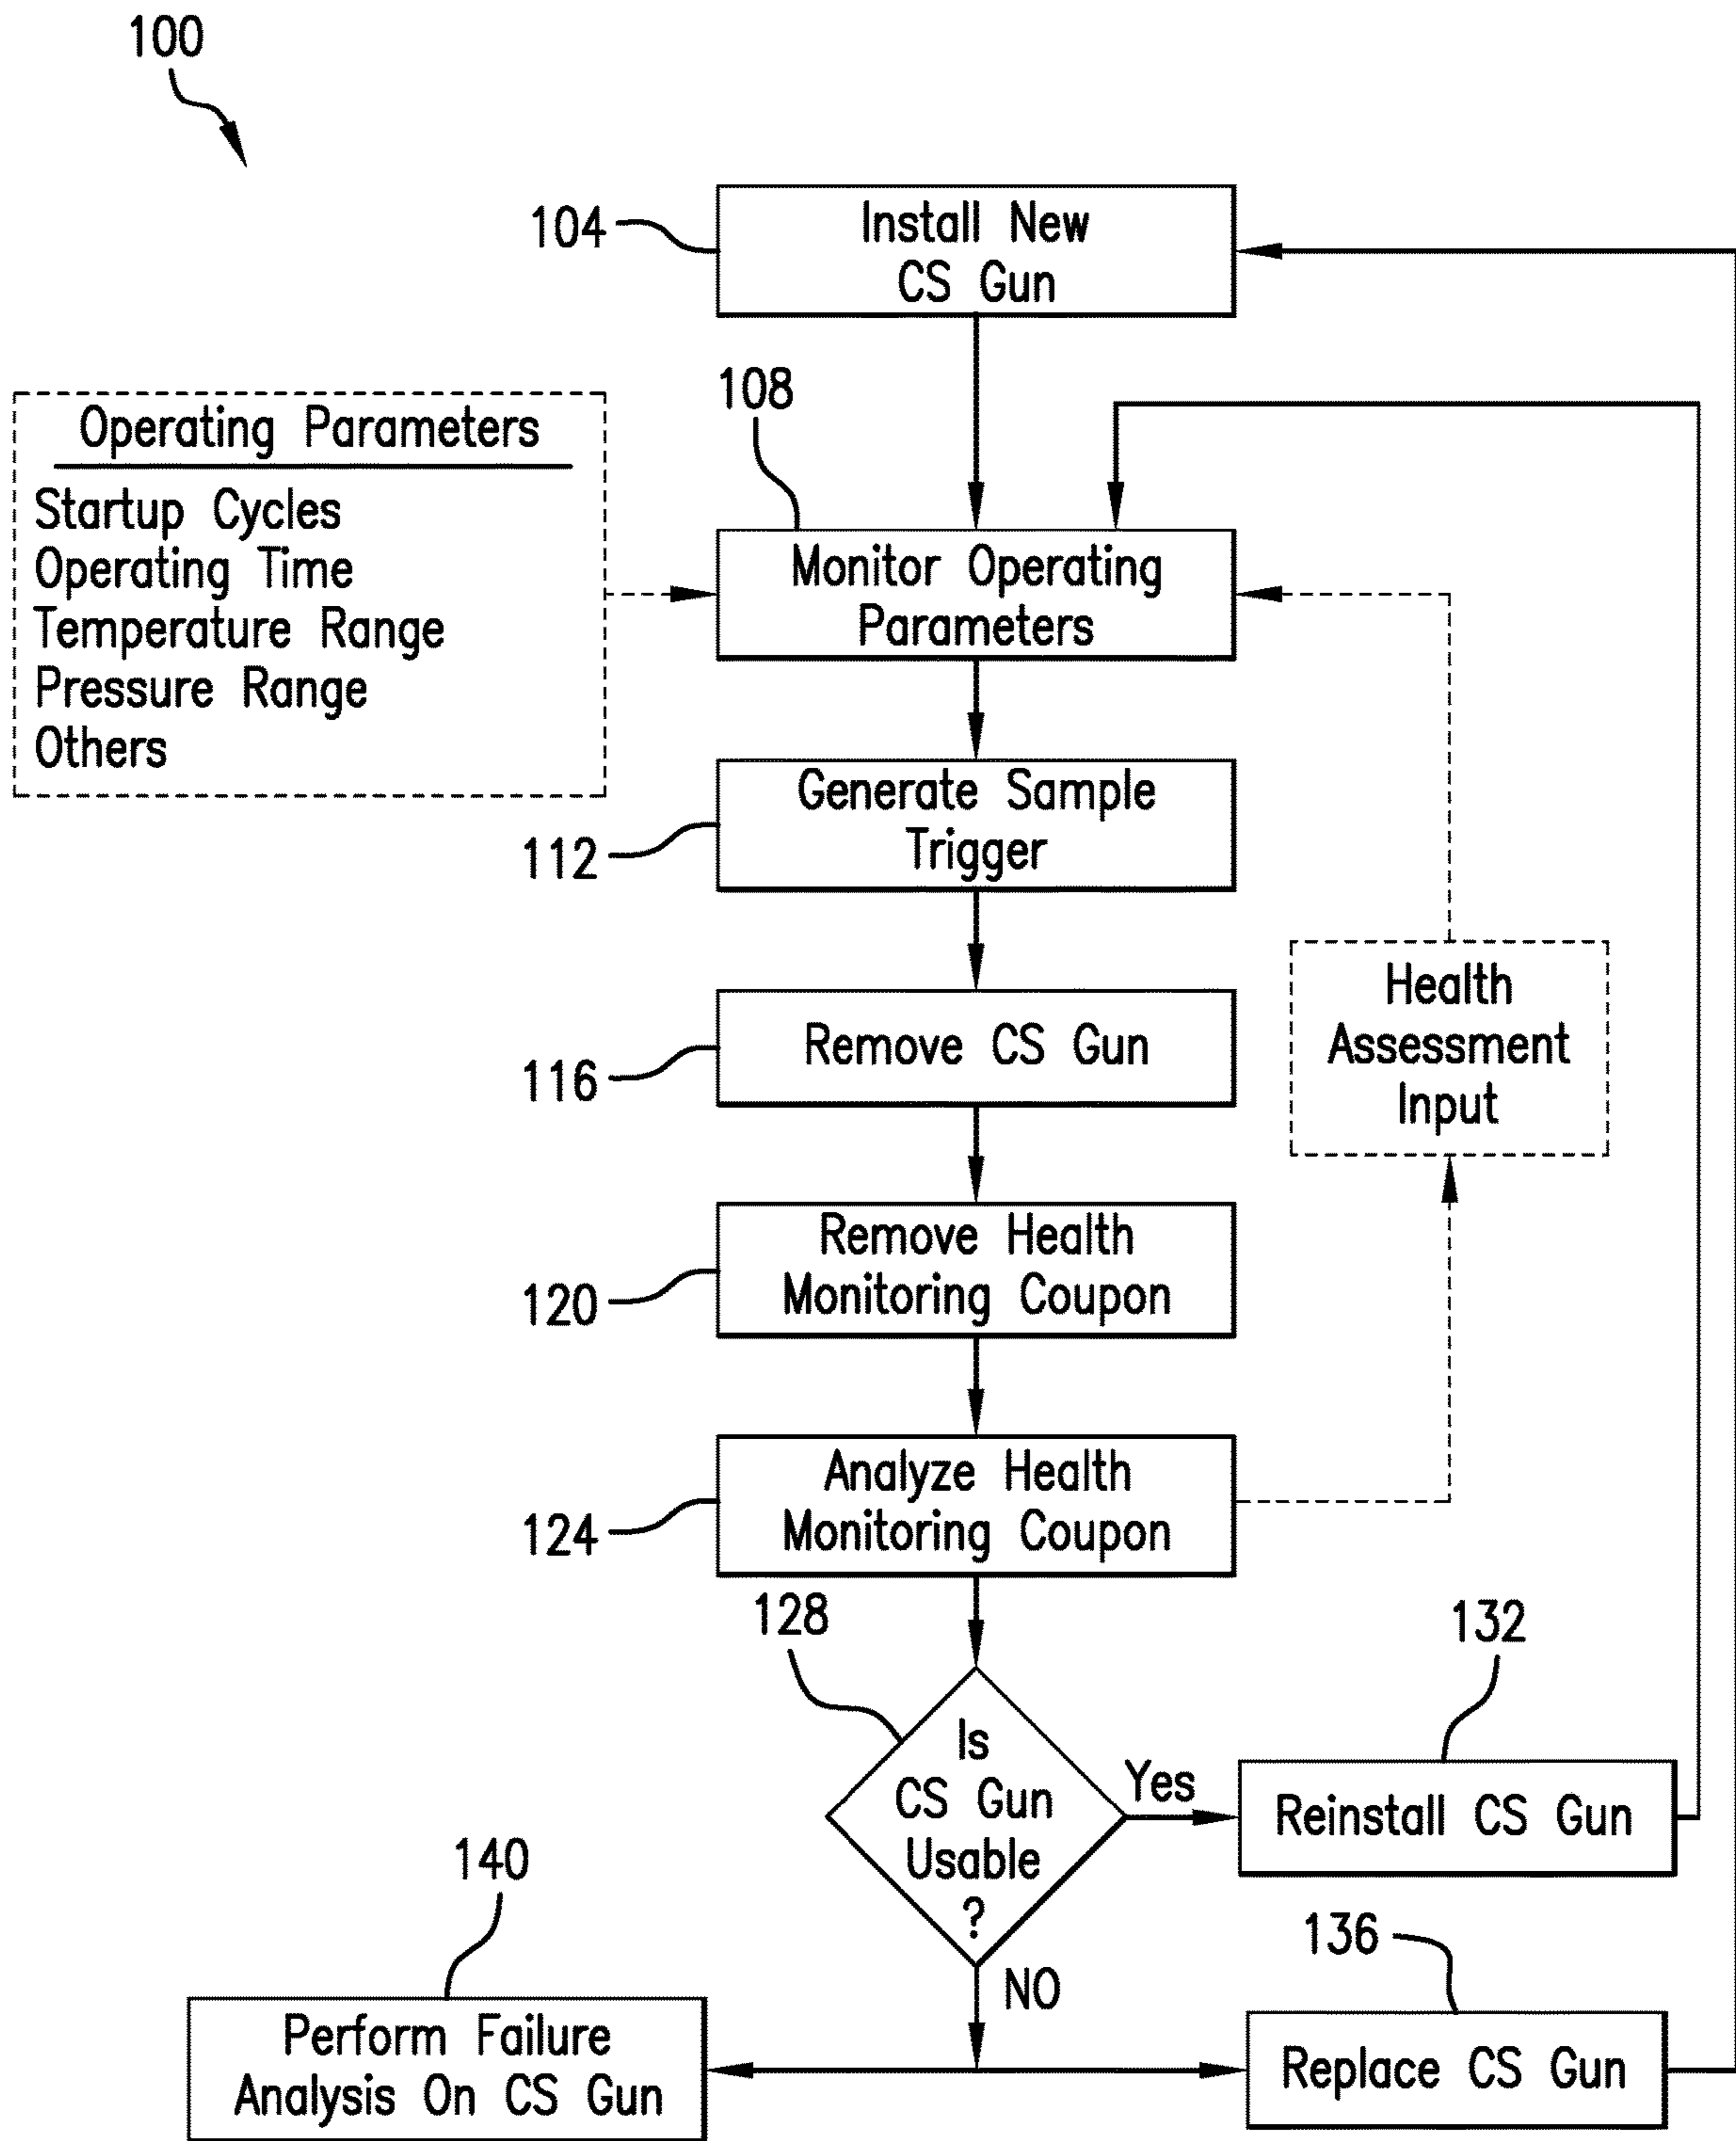 100
104
Install New
CS Gun
Operating Parameters
Startup Cycles
Operating Time
Temperature Range
Pressure Range
Others
108
Monitor Operating
Parameters
112
Generate Sample
Trigger
116
Remove CS Gun
Health
Assessment
Input
120
Remove Health
Monitoring Coupon
124
Analyze Health
Monitoring Coupon
128
Is
CS Gun
Usable
?
Yes
132
Reinstall CS Gun
NO
140
Perform Failure
Analysis On CS Gun
136
Replace CS Gun